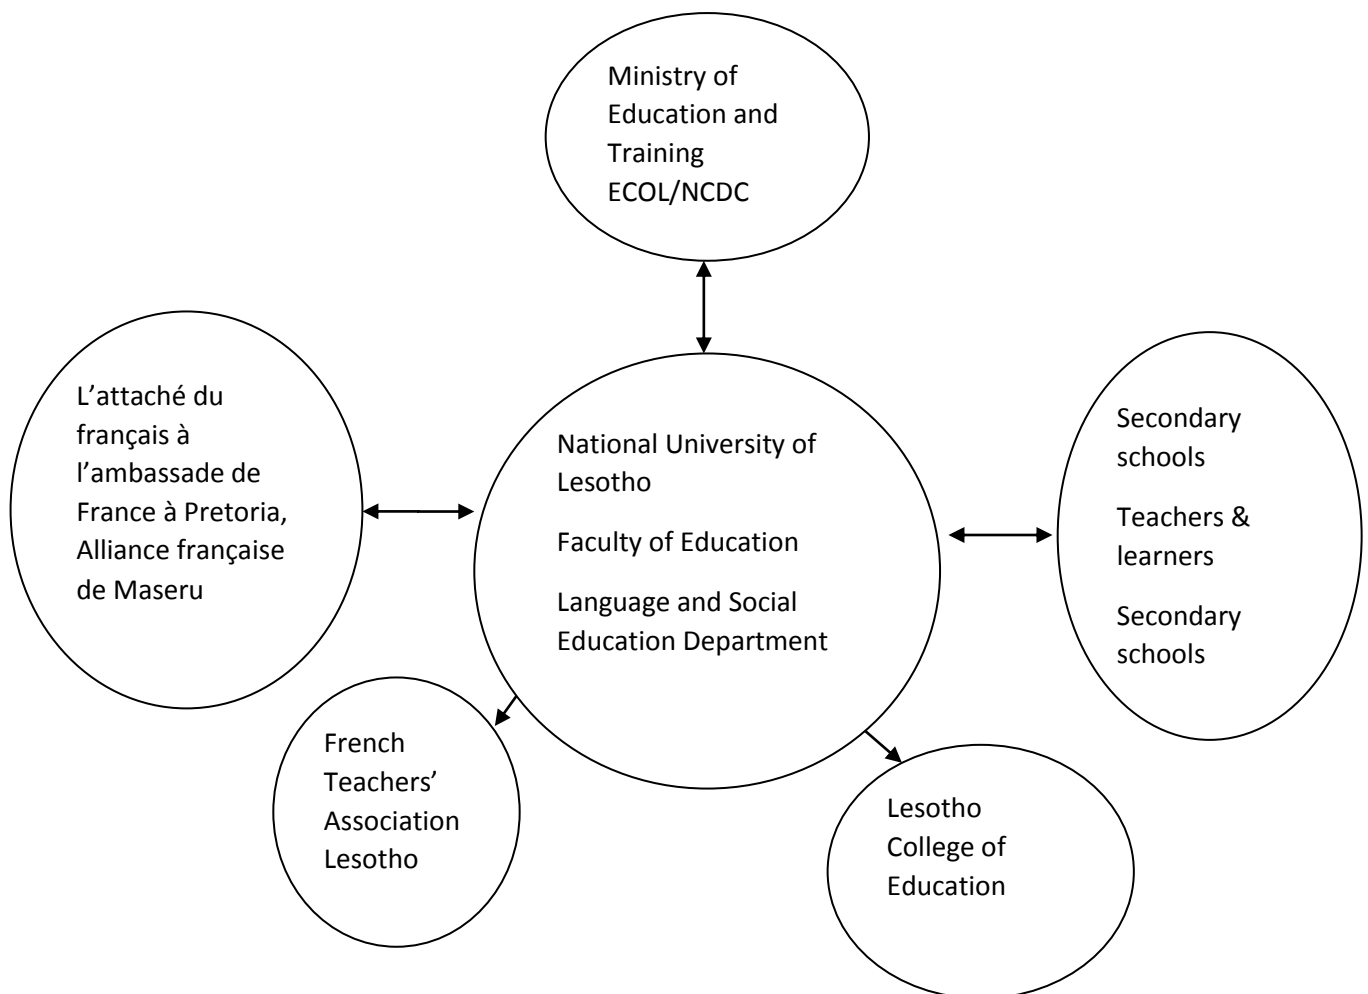 Ministry of
Education and
Training
ECOL/NCDC
L’attaché du
français à
l’ambassade de
France à Pretoria,
Alliance française
de Maseru
National University of
Lesotho
Faculty of Education
Language and Social
Education Department
Secondary
schools
Teachers &
learners
Secondary
schools
French
Teachers’
Association
Lesotho
Lesotho
College of
Education